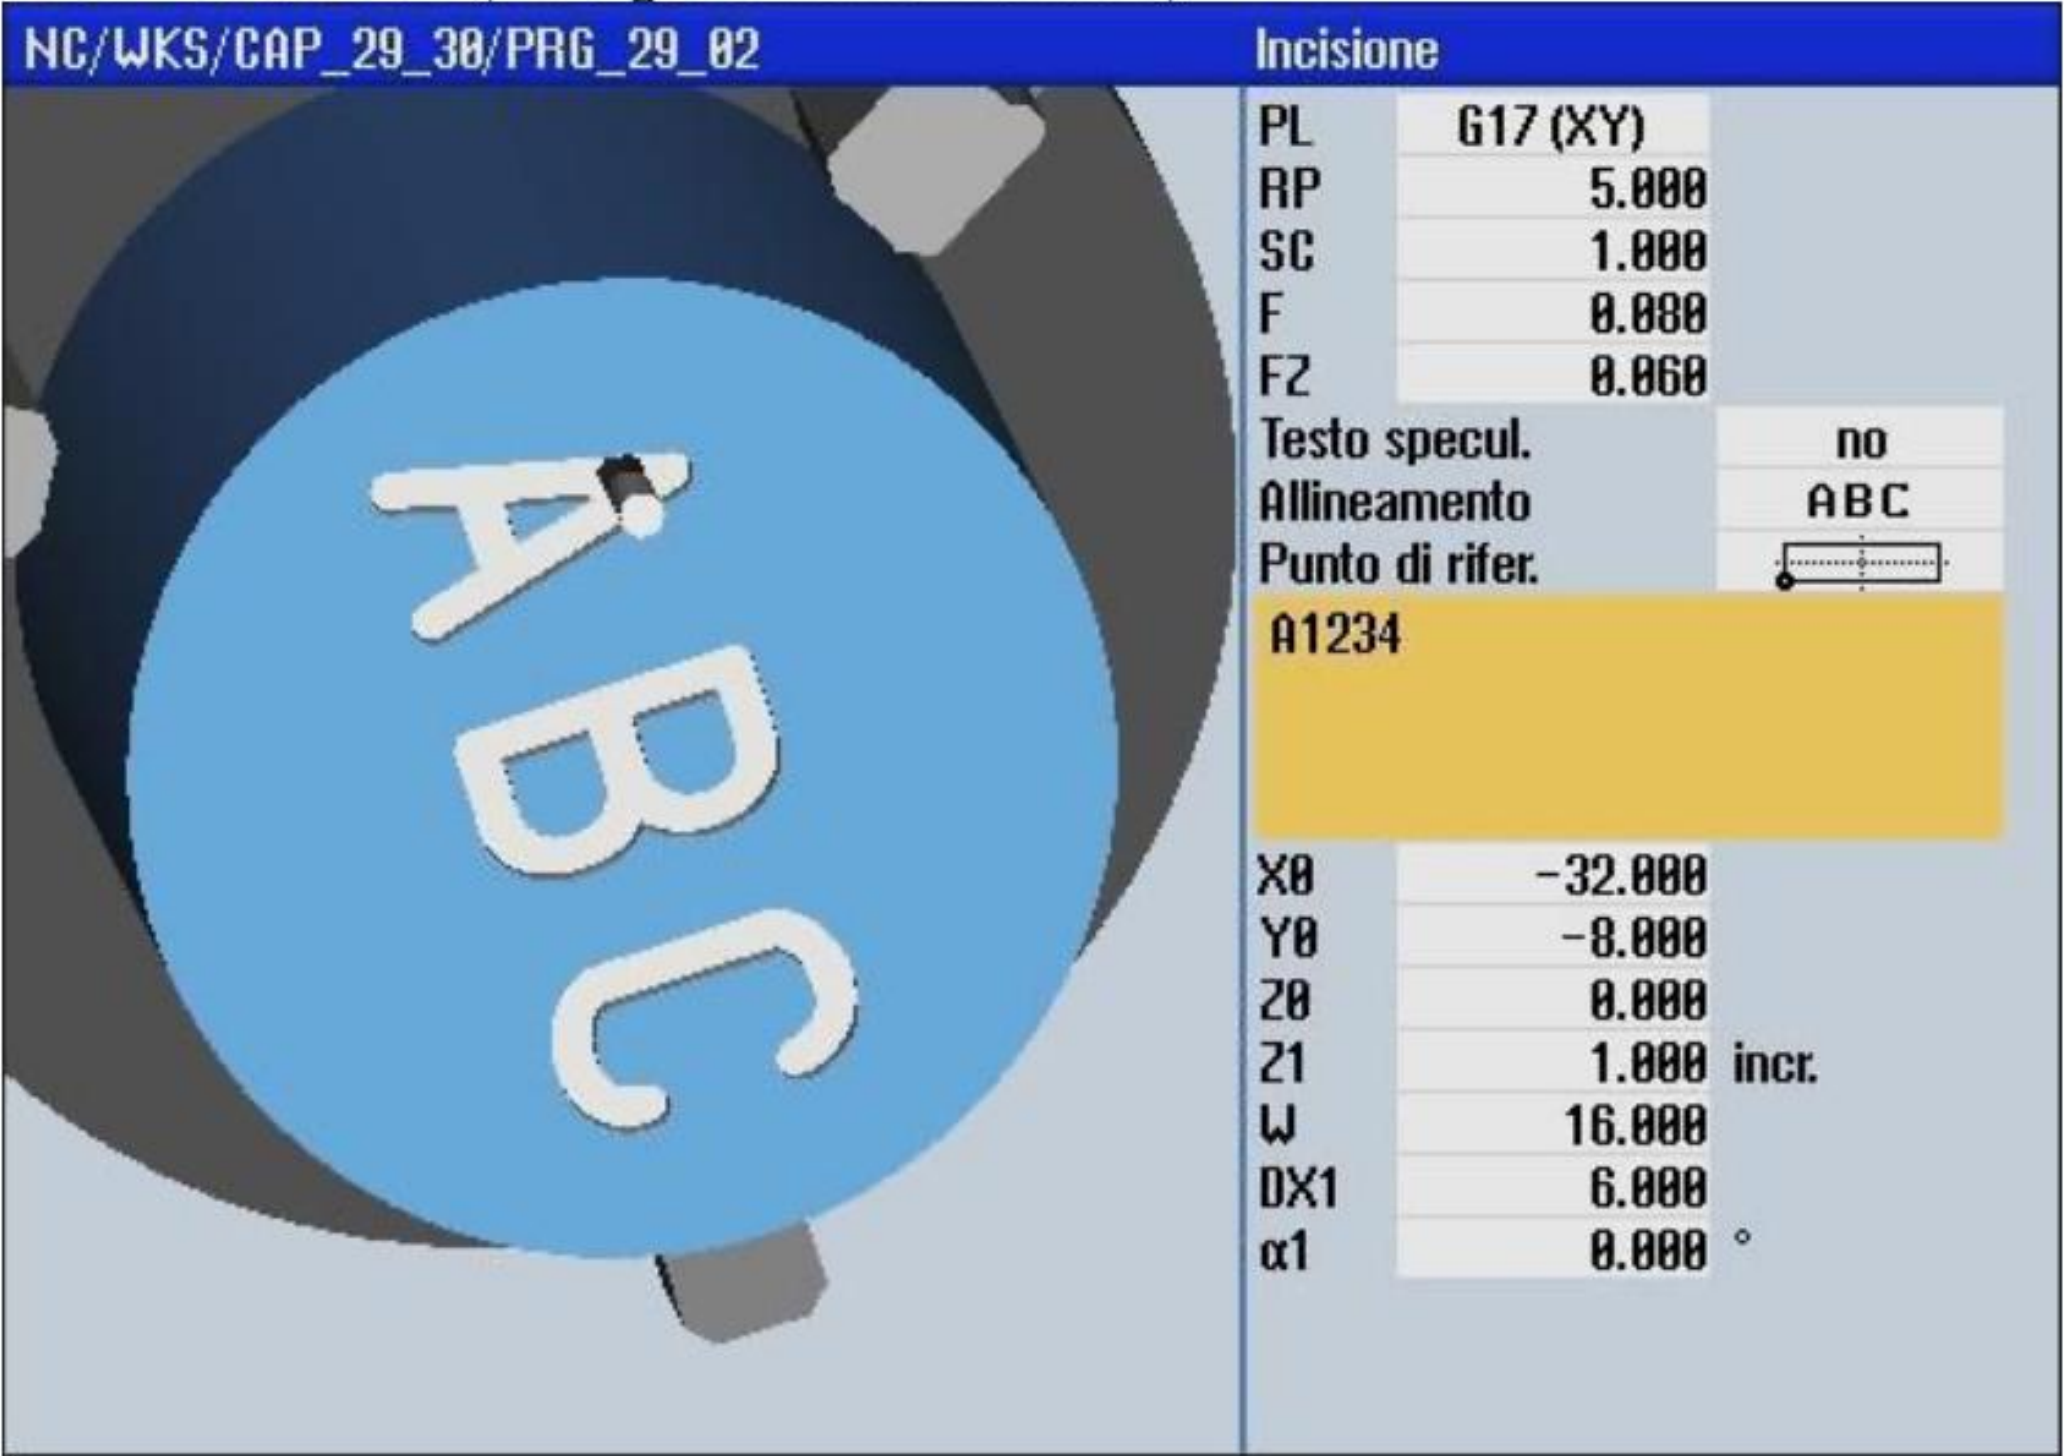 NC/WKS/CAP_29_30/PRG_29_02
Incisione
PL G17 (XY)
RP 5.000
SC 1.000
F 0.080
FZ 0.060
Testo specul. no
Allineamento ABC
Punto di rifer.
A1234
X0 -32.000
Y0 -8.000
Z0 0.000
Z1 1.000 incr.
W 16.000
DX1 6.000
α1 0.000 °
A
B
C